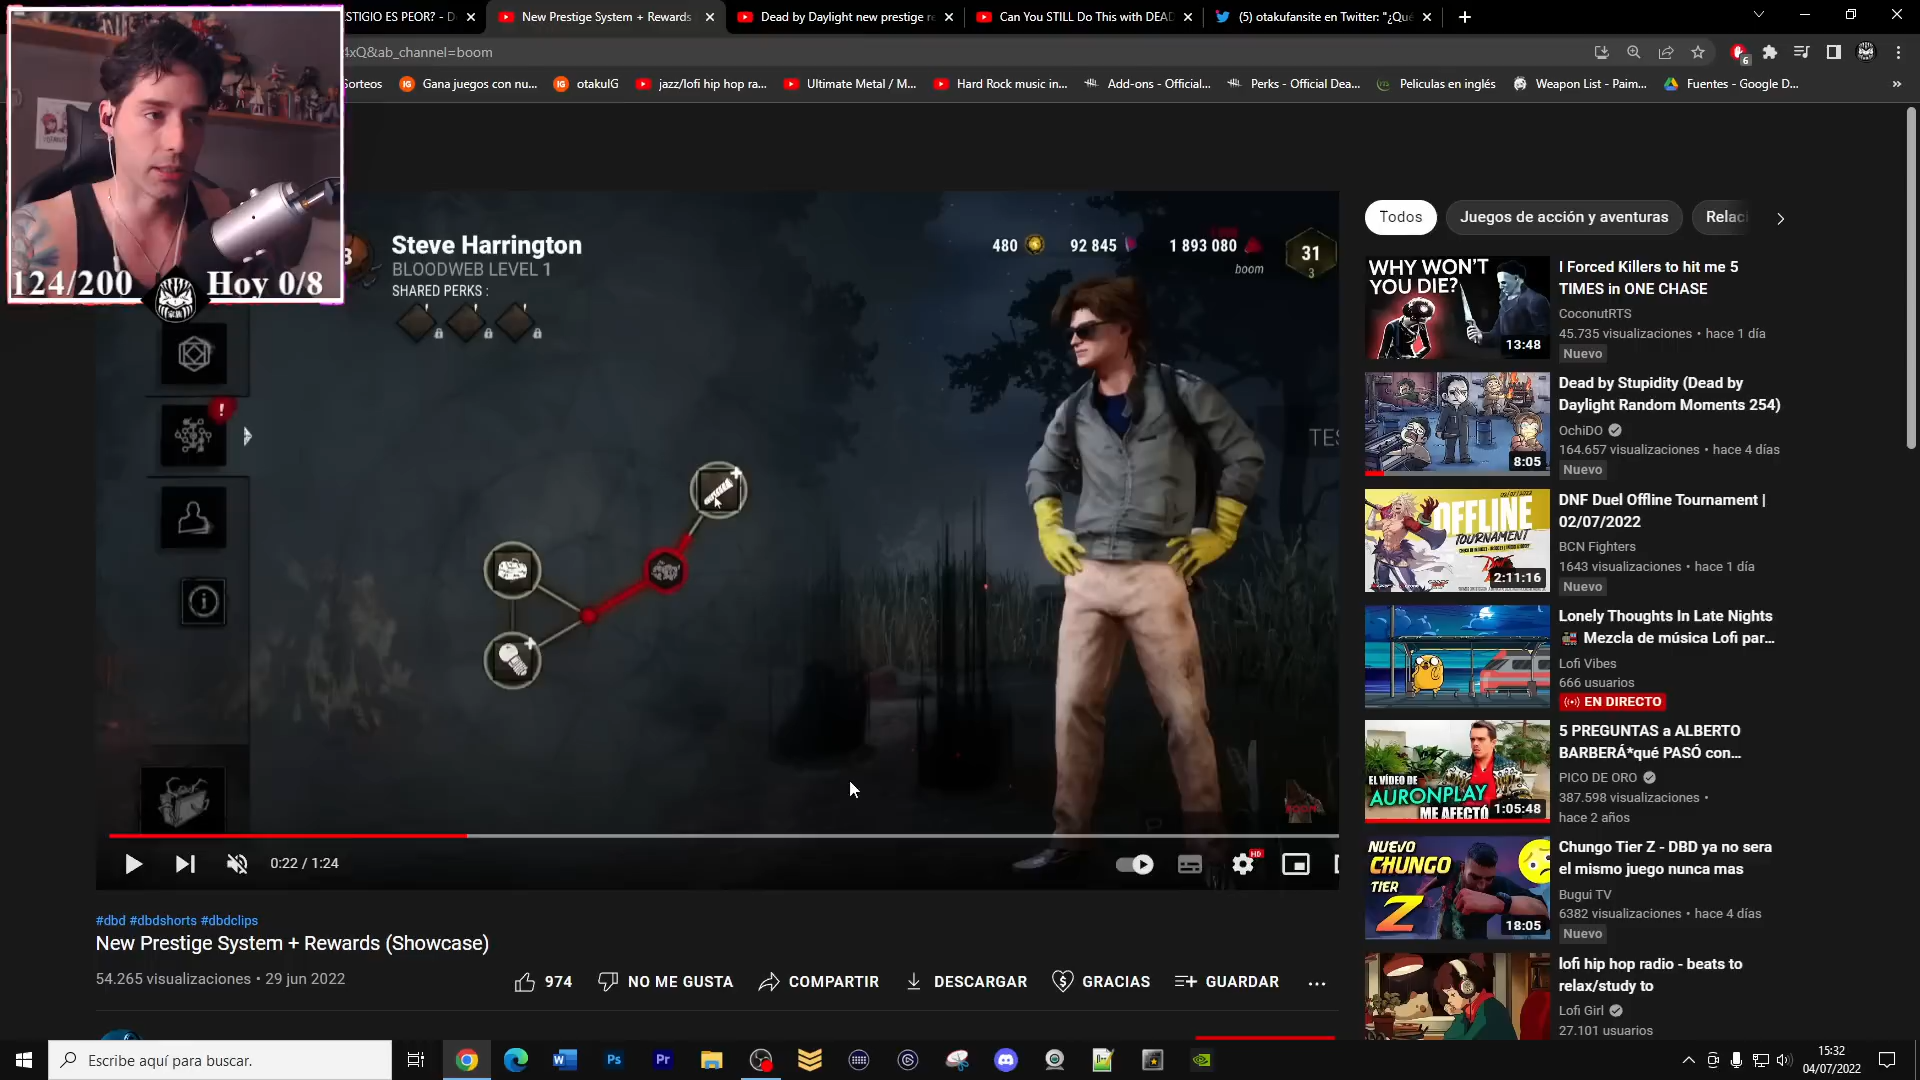 STIGIO ES PEOR? - D
New Prestige System + Rewards
Dead by Daylight new prestige r
Can You STILL Do This with DEAD
(5) otakufansite en Twitter: "¿Qu
4xQ&ab_channel=boom
6
Sorteos
IG
Gana juegos con nu...
IG
otakuIG
jazz/lofi hip hop ra...
Ultimate Metal / M...
Hard Rock music in...
Add-ons - Official...
Perks - Official Dea...
Peliculas en inglés
Weapon List - Paim...
Fuentes - Google D...
124/200
Hoy 0/8
3
Steve Harrington
BLOODWEB LEVEL 1
SHARED PERKS :
480
92 845
1 893 080
boom
31
3
TES
!
0:22 / 1:24
HD
#dbd #dbdshorts #dbdclips
New Prestige System + Rewards (Showcase)
54.265 visualizaciones • 29 jun 2022
974
NO ME GUSTA
COMPARTIR
DESCARGAR
GRACIAS
GUARDAR
Todos
Juegos de acción y aventuras
Relaci
WHY WON'T
YOU DIE?
13:48
I Forced Killers to hit me 5
TIMES in ONE CHASE
CoconutRTS
45.735 visualizaciones • hace 1 día
Nuevo
8:05
Dead by Stupidity (Dead by
Daylight Random Moments 254)
OchiDO
164.657 visualizaciones • hace 4 días
Nuevo
OFFLINE
TOURNAMENT
2:11:16
DNF Duel Offline Tournament |
02/07/2022
BCN Fighters
1643 visualizaciones • hace 1 día
Nuevo
Lonely Thoughts In Late Nights
🚂 Mezcla de música Lofi par...
Lofi Vibes
666 usuarios
EN DIRECTO
EL VÍDEO DE
AURONPLAY
ME AFECTÓ
1:05:48
5 PREGUNTAS a ALBERTO
BARBERÁ*qué PASÓ con...
PICO DE ORO
387.598 visualizaciones •
hace 2 años
NUEVO
CHUNGO
TIER
Z
18:05
Chungo Tier Z - DBD ya no sera
el mismo juego nunca mas
Bugui TV
6382 visualizaciones • hace 4 días
Nuevo
lofi hip hop radio - beats to
relax/study to
Lofi Girl
27.101 usuarios
Escribe aquí para buscar.
W
Ps
Pr
15:32
04/07/2022